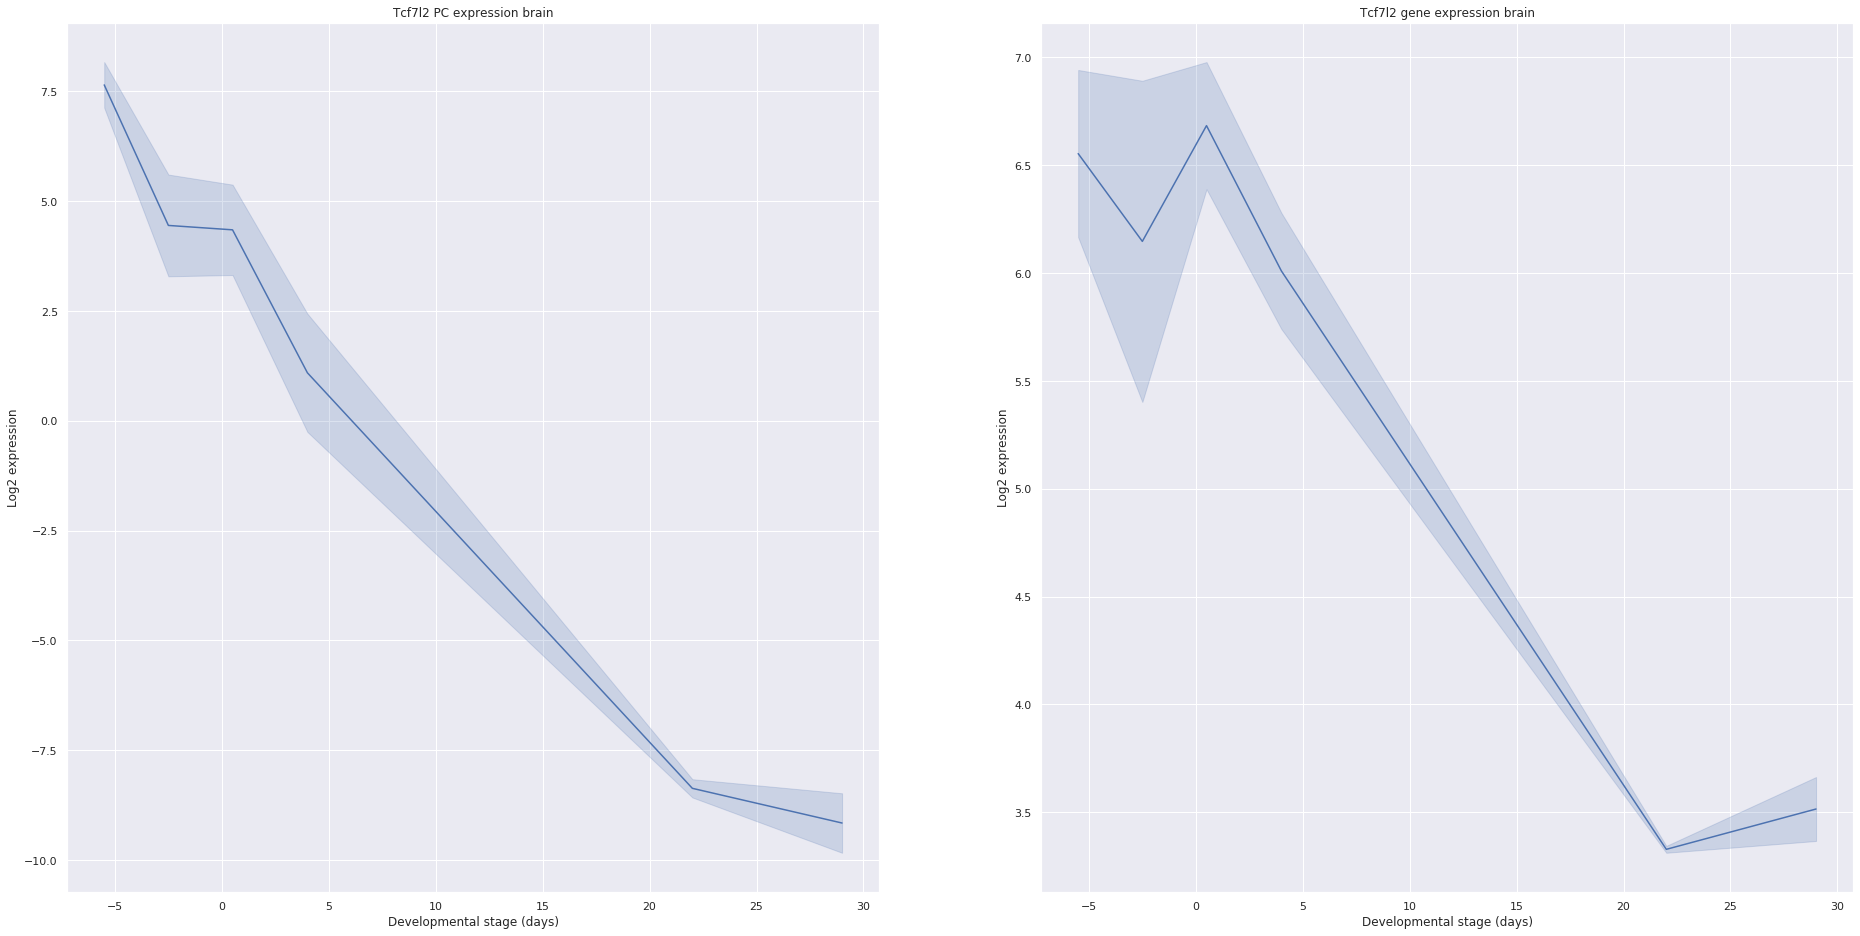 Tcf7l2 PC expression brain
Log2 expression
7.5
5.0
2.5
0.0
−2.5
−5.0
−7.5
−10.0
−5 0 5 10 15 20 25 30
Developmental stage (days)
Tcf7l2 gene expression brain
Log2 expression
7.0
6.5
6.0
5.5
5.0
4.5
4.0
3.5
−5 0 5 10 15 20 25 30
Developmental stage (days)